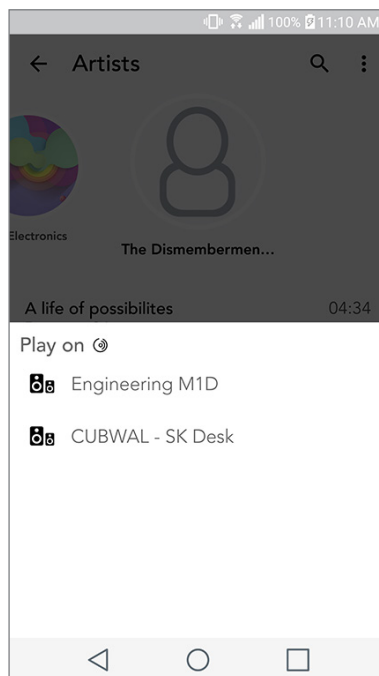 100% 11:10 AM
Artists
Electronics
The Dismembermen...
A life of possibilites 04:34
Play on
Engineering M1D
CUBWAL - SK Desk